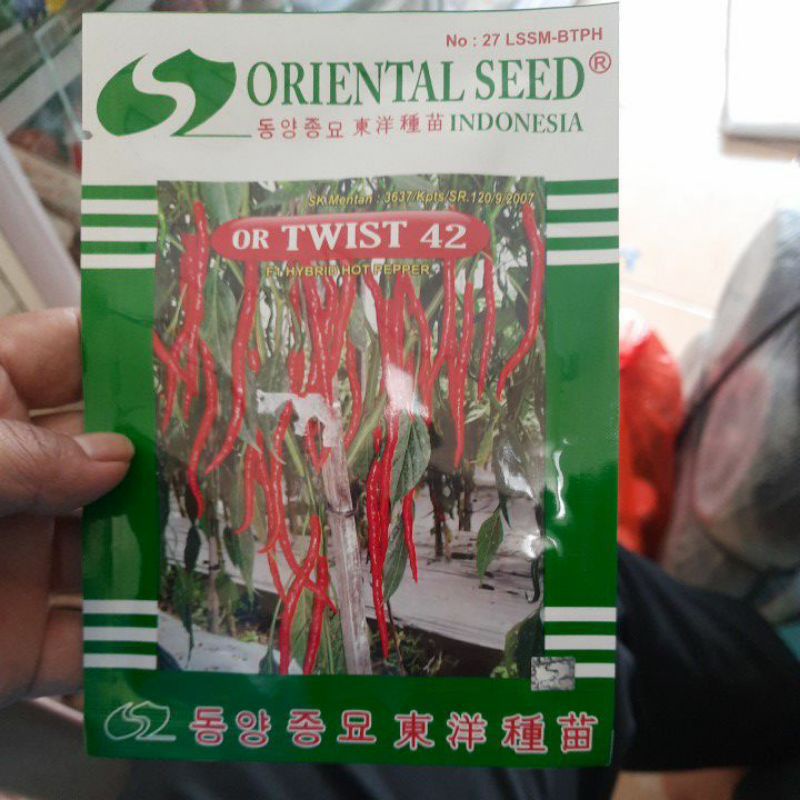 No : 27 LSSM-BTPH
ORIENTAL SEED®
동양종묘 東洋種苗 INDONESIA
SK.Mentan : 3637/Kpts/SR.120/9/2007
OR TWIST 42
F1 HYBRID HOT PEPPER
동양종묘 東洋種苗